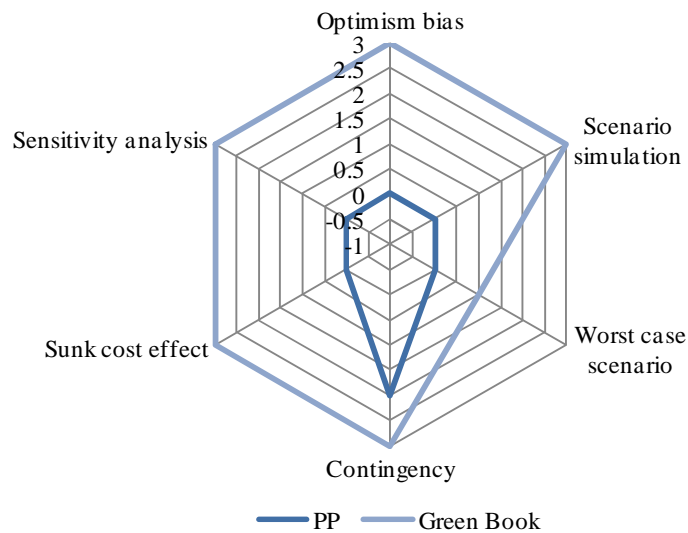 Optimism bias
3
2.5
2
1.5
1
0.5
0
-0.5
-1
Scenario
simulation
Sensitivity analysis
Worst case
scenario
Sunk cost effect
Contingency
PP
Green Book